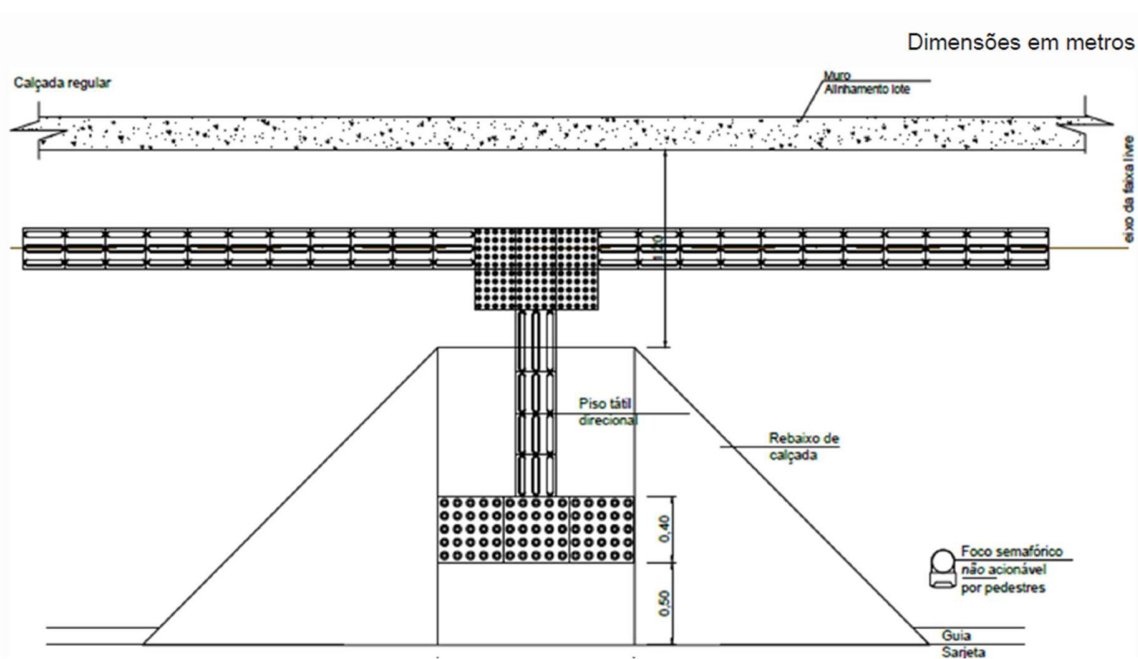 Dimensões em metros
Calçada regular
Muro
Alinhamento lote
eixo da faixa livre
1,20
Piso tátil
direcional
Rebaixo de
calçada
0,40
0,50
Foco semafórico
não acionável
por pedestres
Guia
Sarjeta